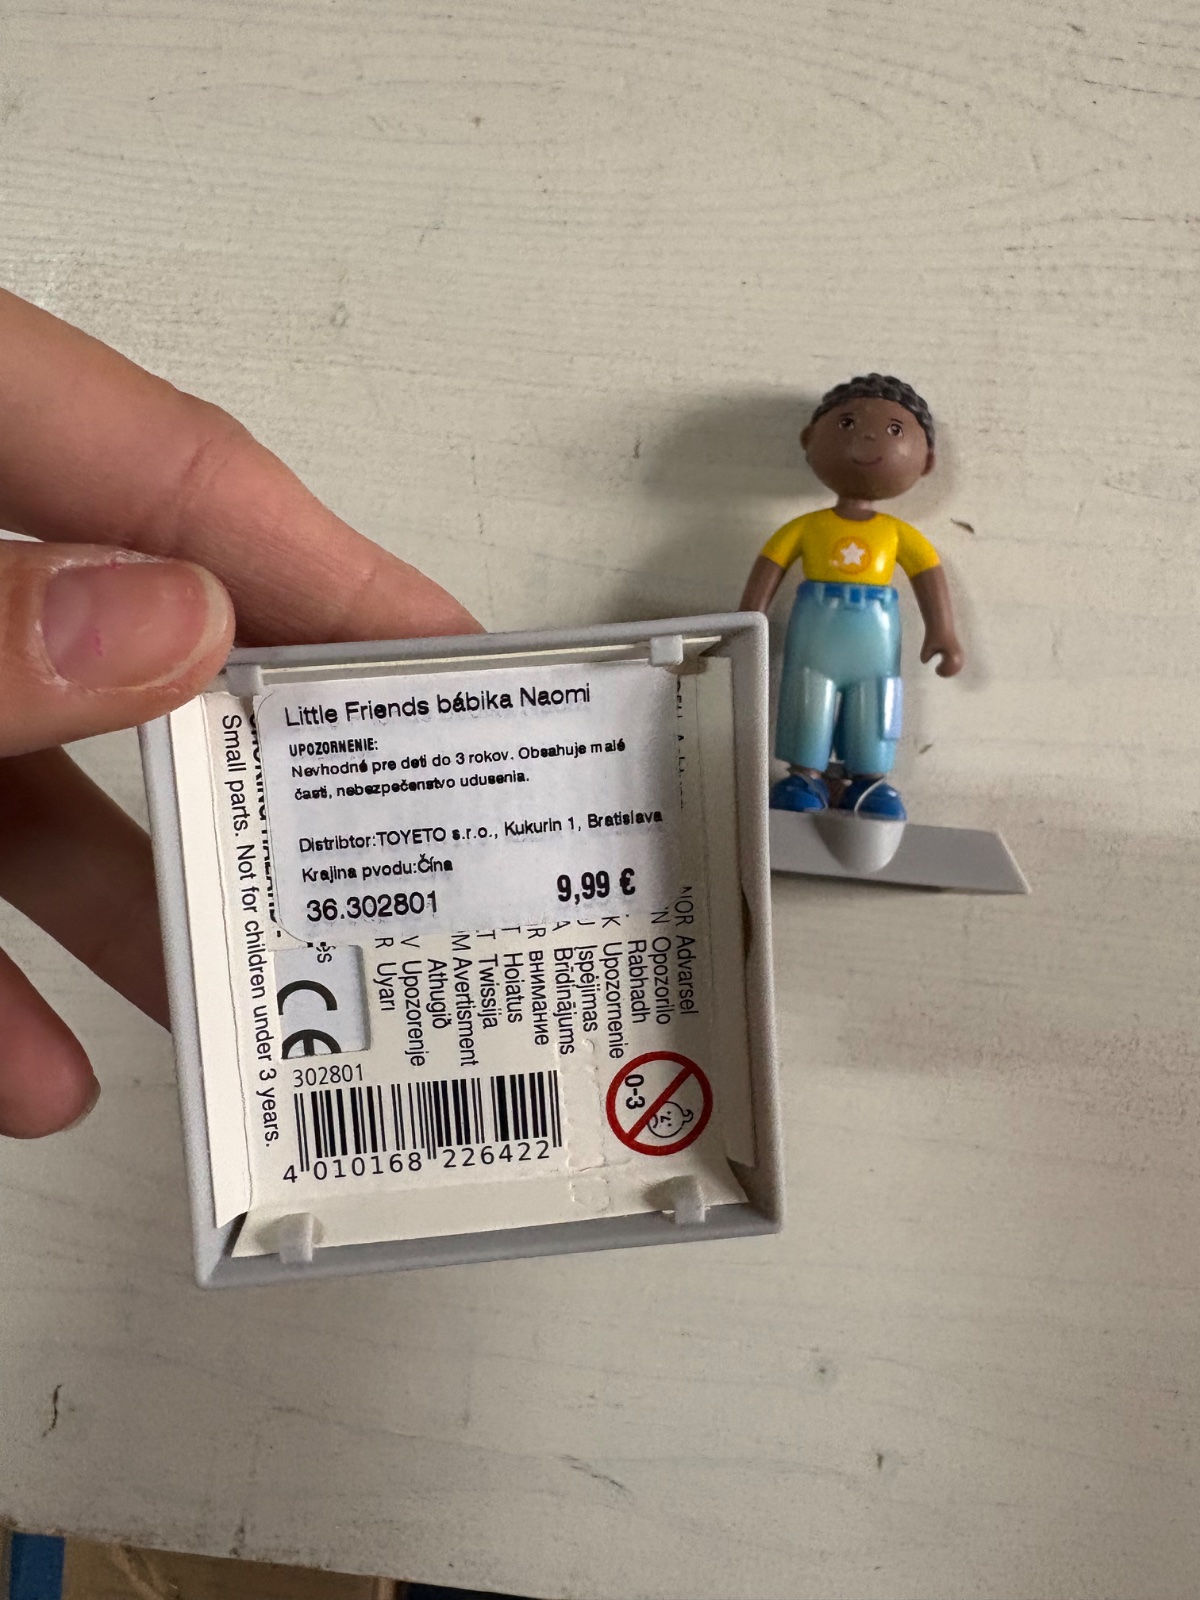 Little Friends bábika Naomi
UPOZORNENIE:
Nevhodné pre deti do 3 rokov. Obsahuje malé
časti, nebezpečenstvo udusenia.
Distribtor:TOYETO s.r.o., Kukurin 1, Bratislava
Krajina pvodu:Čína
36.302801
9,99 €
Small parts. Not for children under 3 years.
NOR Advarsel
N Opozorilo
Rabhadh
K Upozornenie
Įspėjimas
A Brīdinājums
R внимание
T Hoiatus
T Twissija
M Avertisment
Athugið
V Upozorenje
R Uyarı
CE
302801
4 010168 226422
0-3